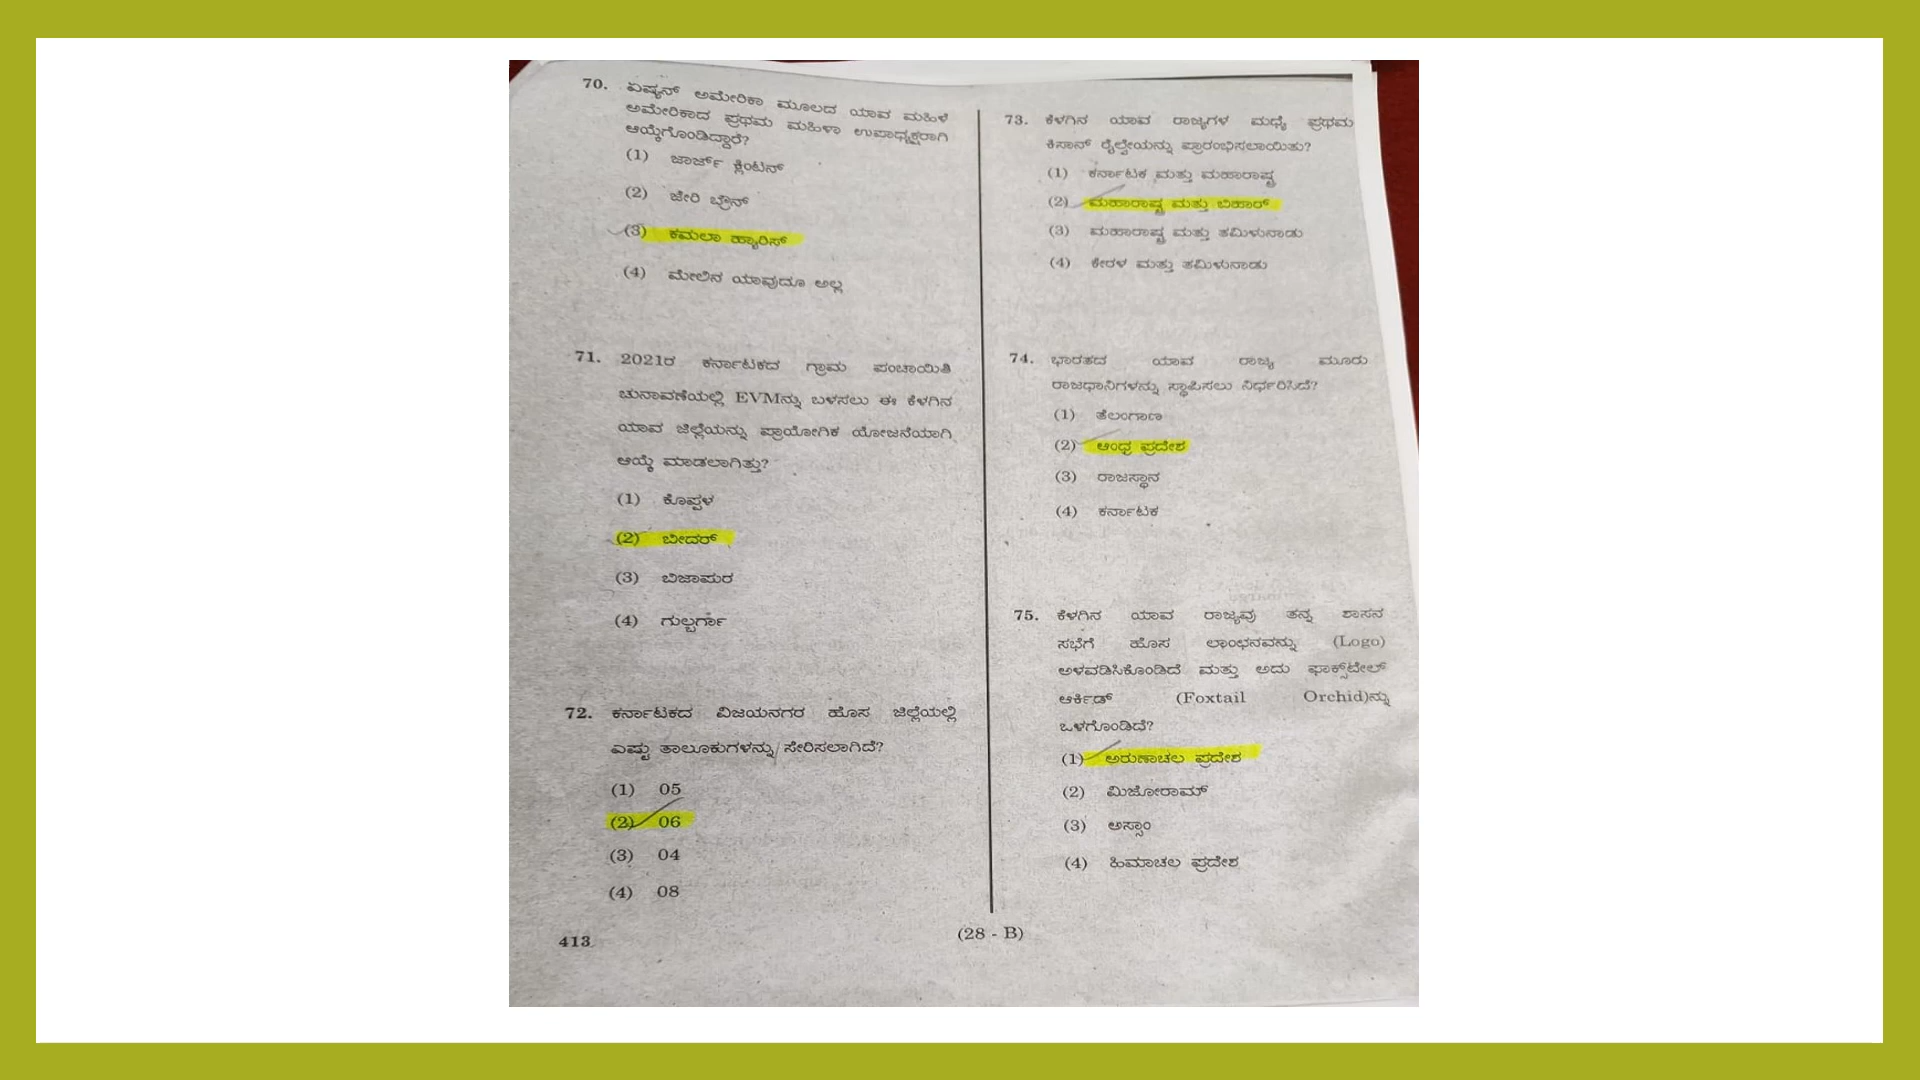 70. ಏಷ್ಯನ್ ಅಮೇರಿಕಾ ಮೂಲದ ಯಾವ ಮಹಿಳೆ
ಅಮೇರಿಕಾದ ಪ್ರಥಮ ಮಹಿಳಾ ಉಪಾಧ್ಯಕ್ಷರಾಗಿ
ಆಯ್ಕೆಗೊಂಡಿದ್ದಾರೆ?
(1) ಜಾರ್ಜ್ ಕ್ಲಿಂಟನ್
(2) ಜೇರಿ ಬ್ರೌನ್
(3) ಕಮಲಾ ಹ್ಯಾರಿಸ್
(4) ಮೇಲಿನ ಯಾವುದೂ ಅಲ್ಲ
71. 2021ರ ಕರ್ನಾಟಕದ ಗ್ರಾಮ ಪಂಚಾಯಿತಿ
ಚುನಾವಣೆಯಲ್ಲಿ EVMನ್ನು ಬಳಸಲು ಈ ಕೆಳಗಿನ
ಯಾವ ಜಿಲ್ಲೆಯನ್ನು ಪ್ರಾಯೋಗಿಕ ಯೋಜನೆಯಾಗಿ
ಆಯ್ಕೆ ಮಾಡಲಾಗಿತ್ತು?
(1) ಕೊಪ್ಪಳ
(2) ಬೀದರ್
(3) ಬಿಜಾಪುರ
(4) ಗುಲ್ಬರ್ಗಾ
72. ಕರ್ನಾಟಕದ ವಿಜಯನಗರ ಹೊಸ ಜಿಲ್ಲೆಯಲ್ಲಿ
ಎಷ್ಟು ತಾಲೂಕುಗಳನ್ನು ಸೇರಿಸಲಾಗಿದೆ?
(1) 05
(2) 06
(3) 04
(4) 08
73. ಕೆಳಗಿನ ಯಾವ ರಾಜ್ಯಗಳ ಮಧ್ಯೆ ಪ್ರಥಮ
ಕಿಸಾನ್ ರೈಲ್ವೇಯನ್ನು ಪ್ರಾರಂಭಿಸಲಾಯಿತು?
(1) ಕರ್ನಾಟಕ ಮತ್ತು ಮಹಾರಾಷ್ಟ್ರ
(2) ಮಹಾರಾಷ್ಟ್ರ ಮತ್ತು ಬಿಹಾರ್
(3) ಮಹಾರಾಷ್ಟ್ರ ಮತ್ತು ತಮಿಳುನಾಡು
(4) ಕೇರಳ ಮತ್ತು ತಮಿಳುನಾಡು
74. ಭಾರತದ ಯಾವ ರಾಜ್ಯ ಮೂರು
ರಾಜಧಾನಿಗಳನ್ನು ಸ್ಥಾಪಿಸಲು ನಿರ್ಧರಿಸಿದೆ?
(1) ತೆಲಂಗಾಣ
(2) ಆಂಧ್ರ ಪ್ರದೇಶ
(3) ರಾಜಸ್ಥಾನ
(4) ಕರ್ನಾಟಕ
75. ಕೆಳಗಿನ ಯಾವ ರಾಜ್ಯವು ತನ್ನ ಶಾಸನ
ಸಭೆಗೆ ಹೊಸ ಲಾಂಛನವನ್ನು (Logo)
ಅಳವಡಿಸಿಕೊಂಡಿದೆ ಮತ್ತು ಅದು ಫಾಕ್ಸ್‌ಟೇಲ್
ಆರ್ಕಿಡ್ (Foxtail Orchid)ನ್ನು
ಒಳಗೊಂಡಿದೆ?
(1) ಅರುಣಾಚಲ ಪ್ರದೇಶ
(2) ಮಿಜೋರಾಮ್
(3) ಅಸ್ಸಾಂ
(4) ಹಿಮಾಚಲ ಪ್ರದೇಶ
413
(28 - B)